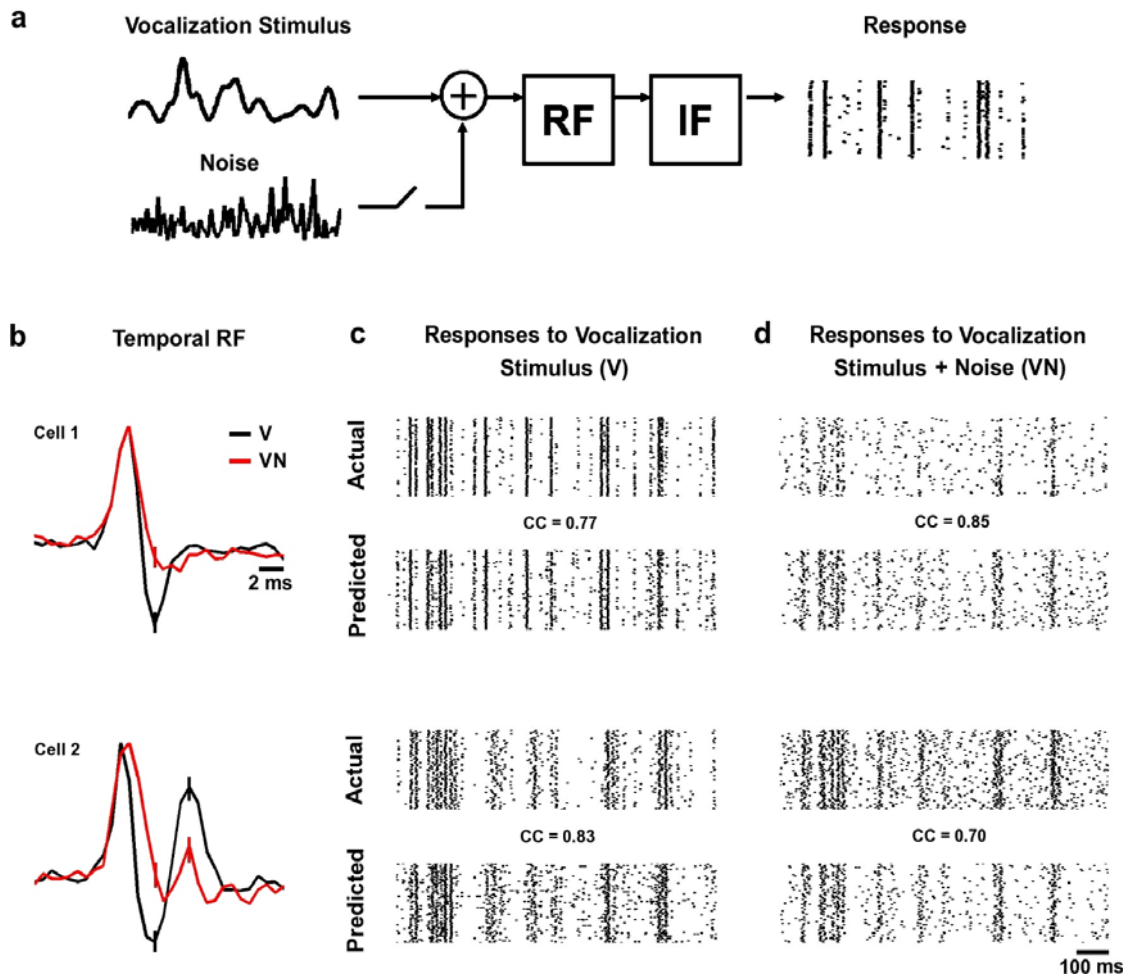 a
Vocalization Stimulus
Response
+
RF
IF
Noise
b
Temporal RF
c
Responses to Vocalization
Stimulus (V)
d
Responses to Vocalization
Stimulus + Noise (VN)
Cell 1
V
VN
2 ms
Actual
CC = 0.77
CC = 0.85
Predicted
Cell 2
Actual
CC = 0.83
CC = 0.70
Predicted
100 ms